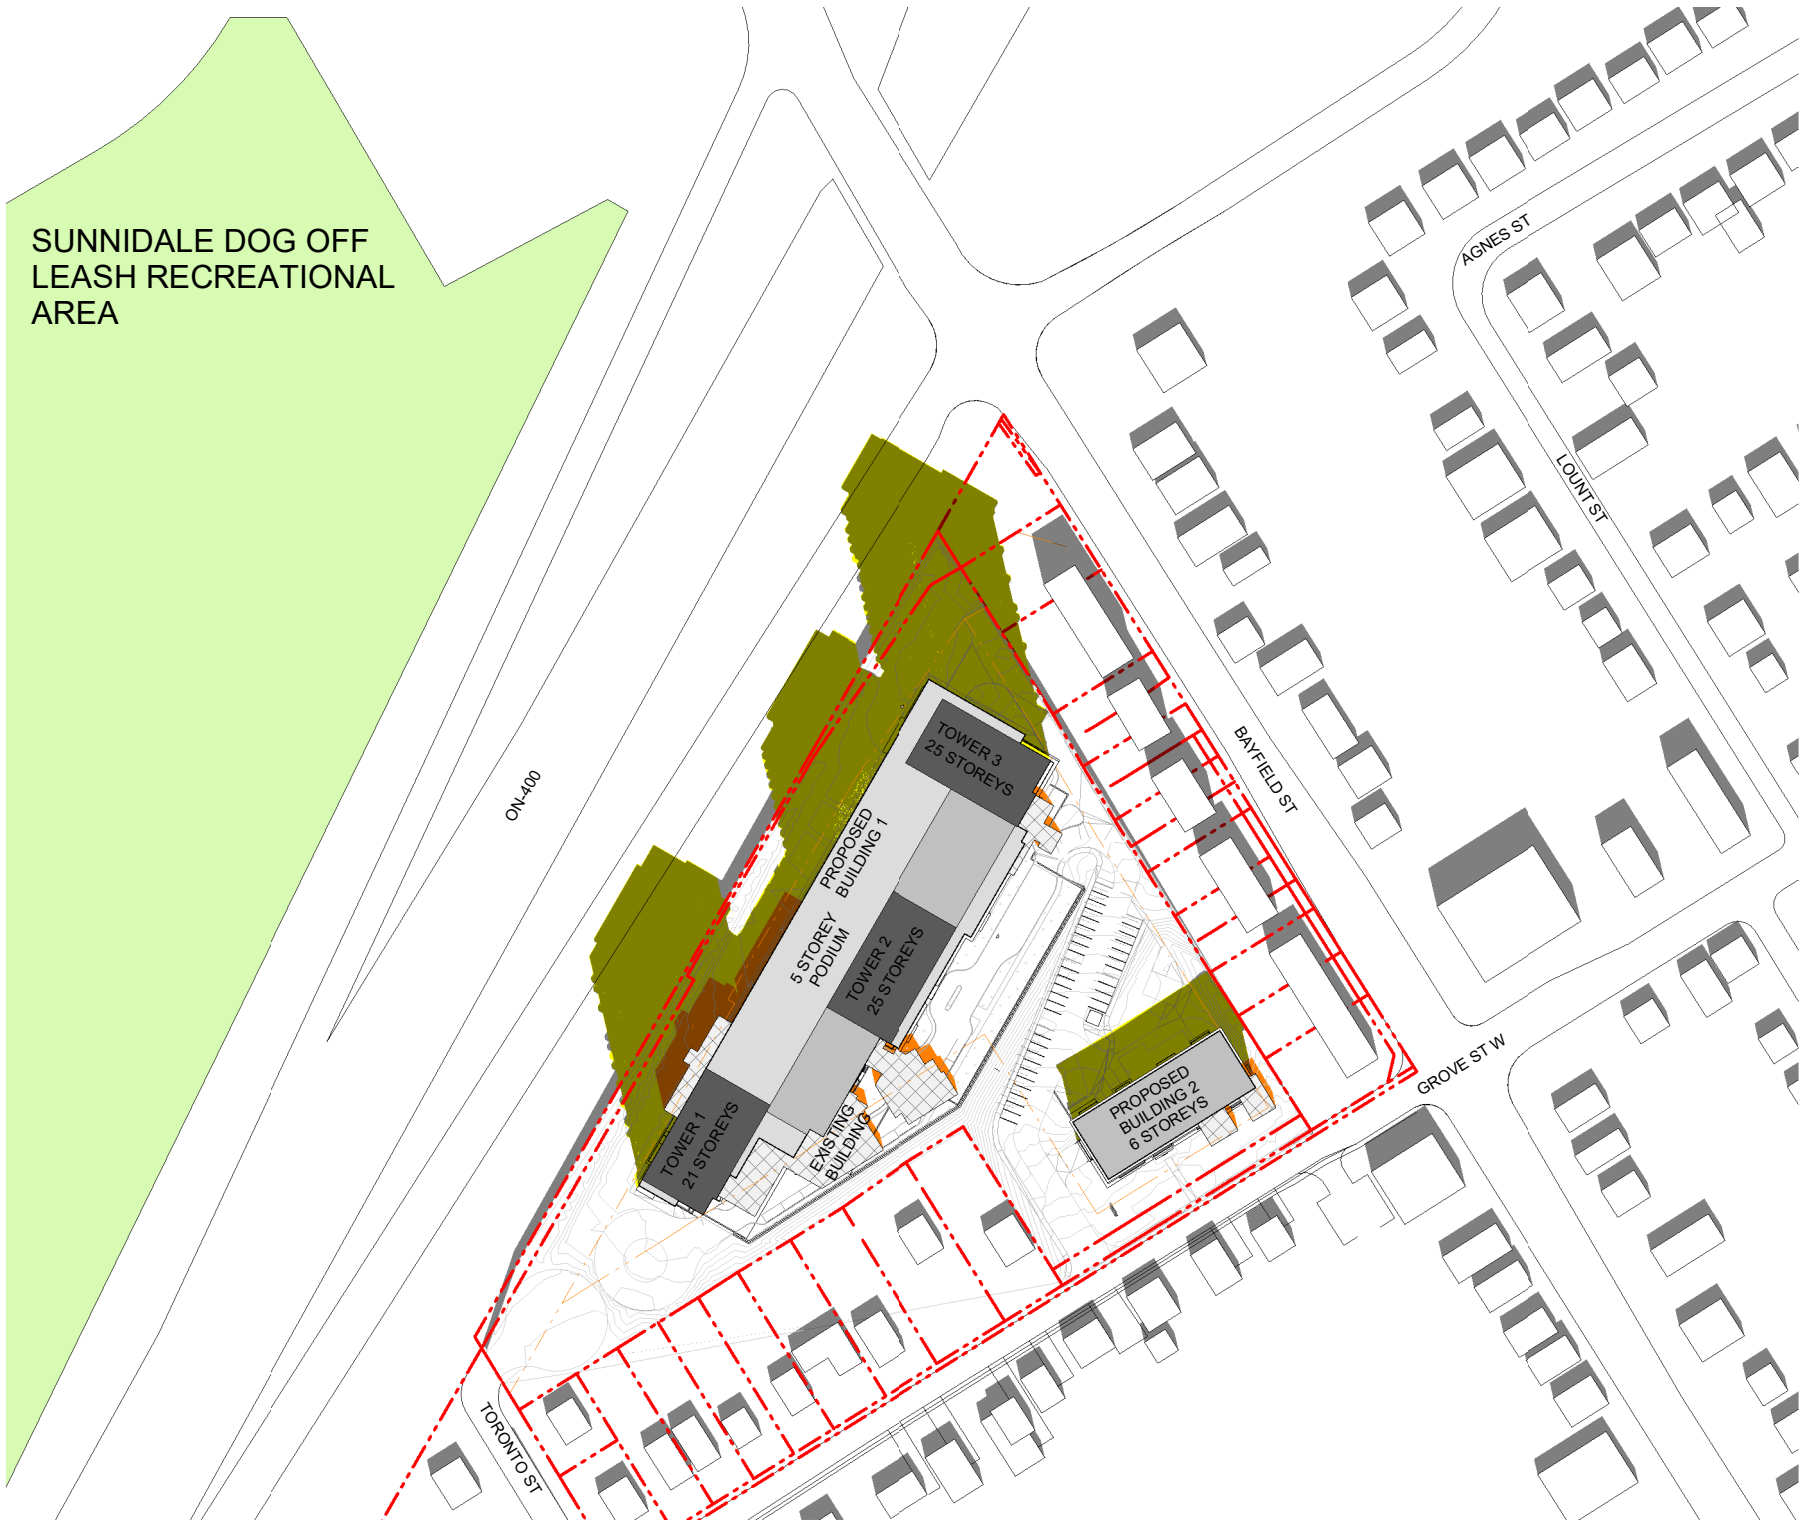 SUNNIDALE DOG OFF
LEASH RECREATIONAL
AREA
AGNES ST
LOUNT ST
BAYFIELD ST
ON-400
TOWER 3
25 STOREYS
PROPOSED
BUILDING 1
5 STOREY
PODIUM
TOWER 2
25 STOREYS
TOWER 1
21 STOREYS
EXISTING
BUILDING
PROPOSED
BUILDING 2
6 STOREYS
GROVE ST W
TORONTO ST